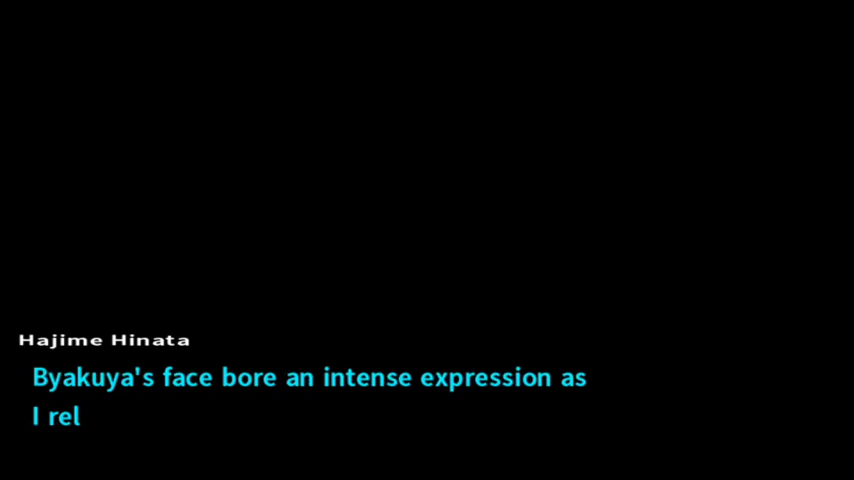 Hajime Hinata
Byakuya's face bore an intense expression as
I rel